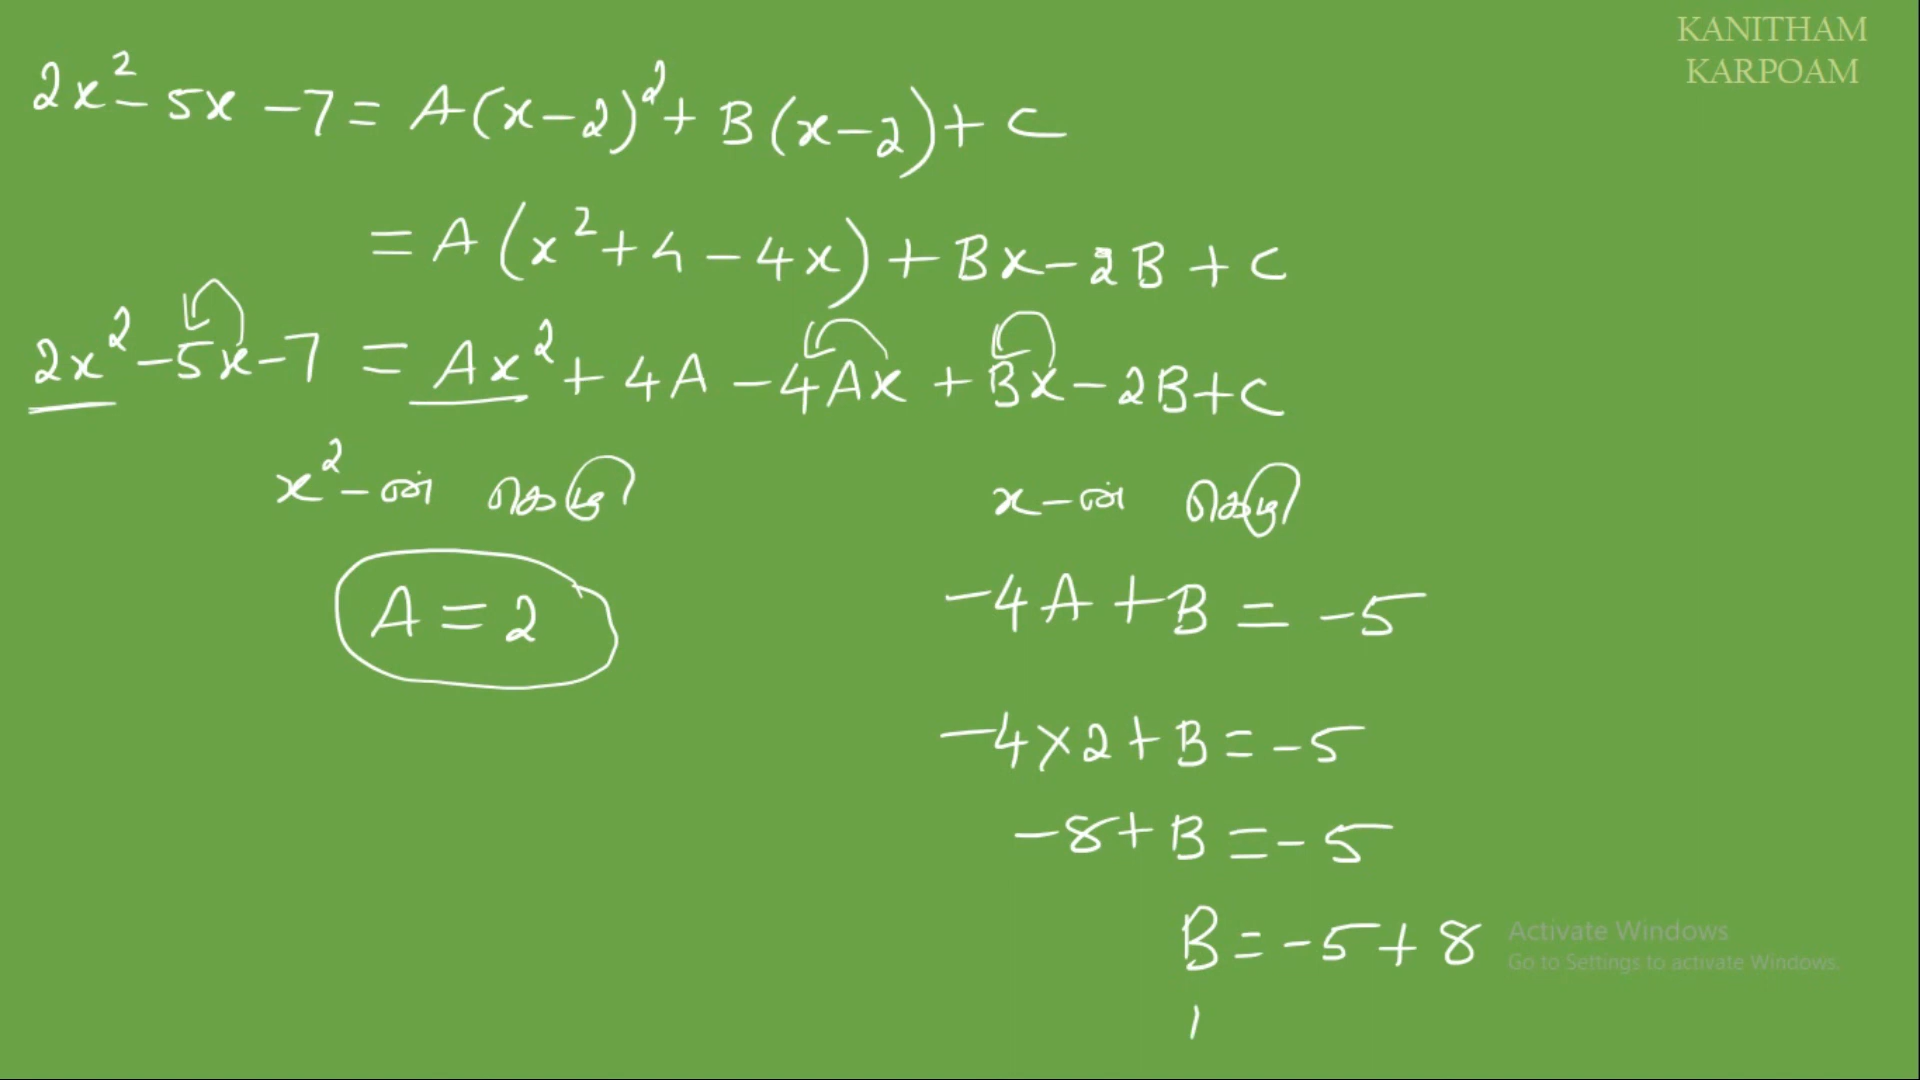 KANITHAM
KARPOAM
2x² - 5x - 7 = A(x-2)² + B(x-2) + C
= A(x² + 4 - 4x) + Bx - 2B + C
2x² - 5x - 7 = Ax² + 4A - 4Ax + Bx - 2B + C
x² - ன் கெழு
x - ன் கெழு
A = 2
-4A + B = -5
-4 × 2 + B = -5
-8 + B = -5
B = -5 + 8
Activate Windows
Go to Settings to activate Windows.